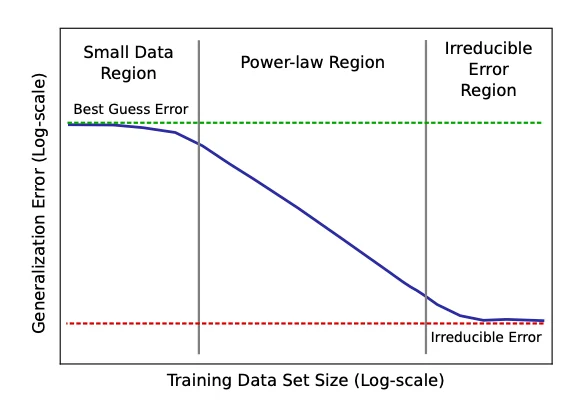 Small Data
Region
Power-law Region
Irreducible
Error
Region
Best Guess Error
Irreducible Error
Generalization Error (Log-scale)
Training Data Set Size (Log-scale)